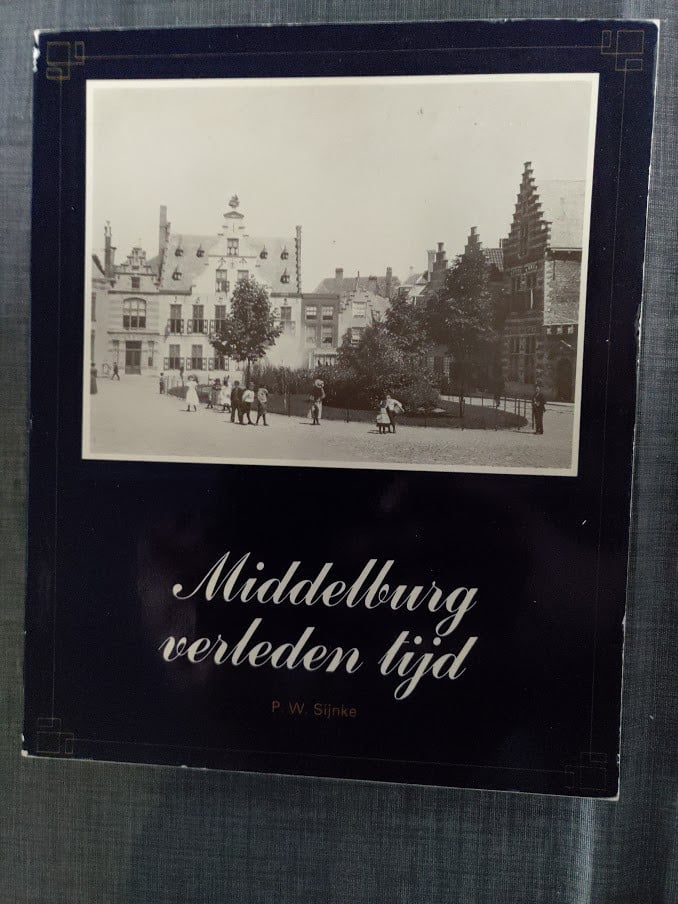 Middelburg
verleden tijd
P. W. Sijnke